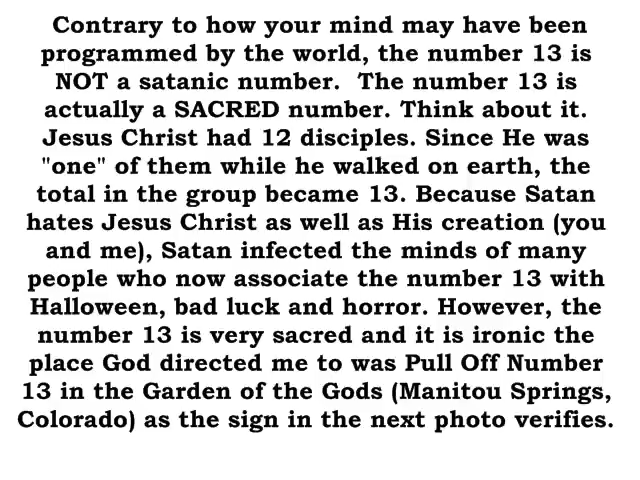 Contrary to how your mind may have been
programmed by the world, the number 13 is
NOT a satanic number.  The number 13 is
actually a SACRED number. Think about it.
Jesus Christ had 12 disciples. Since He was
"one" of them while he walked on earth, the
total in the group became 13. Because Satan
hates Jesus Christ as well as His creation (you
and me), Satan infected the minds of many
people who now associate the number 13 with
Halloween, bad luck and horror. However, the
number 13 is very sacred and it is ironic the
place God directed me to was Pull Off Number
13 in the Garden of the Gods (Manitou Springs,
Colorado) as the sign in the next photo verifies.